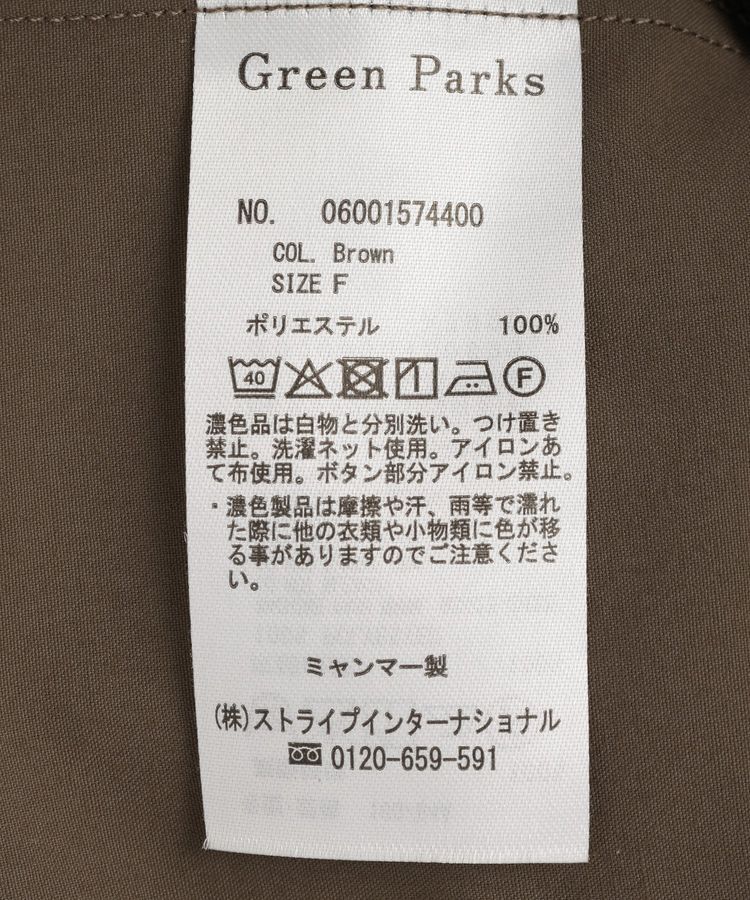 Green Parks
NO. 06001574400
COL. Brown
SIZE F
ポリエステル 100%
40 F
濃色品は白物と分別洗い。つけ置き
禁止。洗濯ネット使用。アイロンあ
て布使用。ボタン部分アイロン禁止。
・濃色製品は摩擦や汗、雨等で濡れ
た際に他の衣類や小物類に色が移
る事がありますのでご注意くださ
い。
ミャンマー製
(株)ストライプインターナショナル
0120-659-591